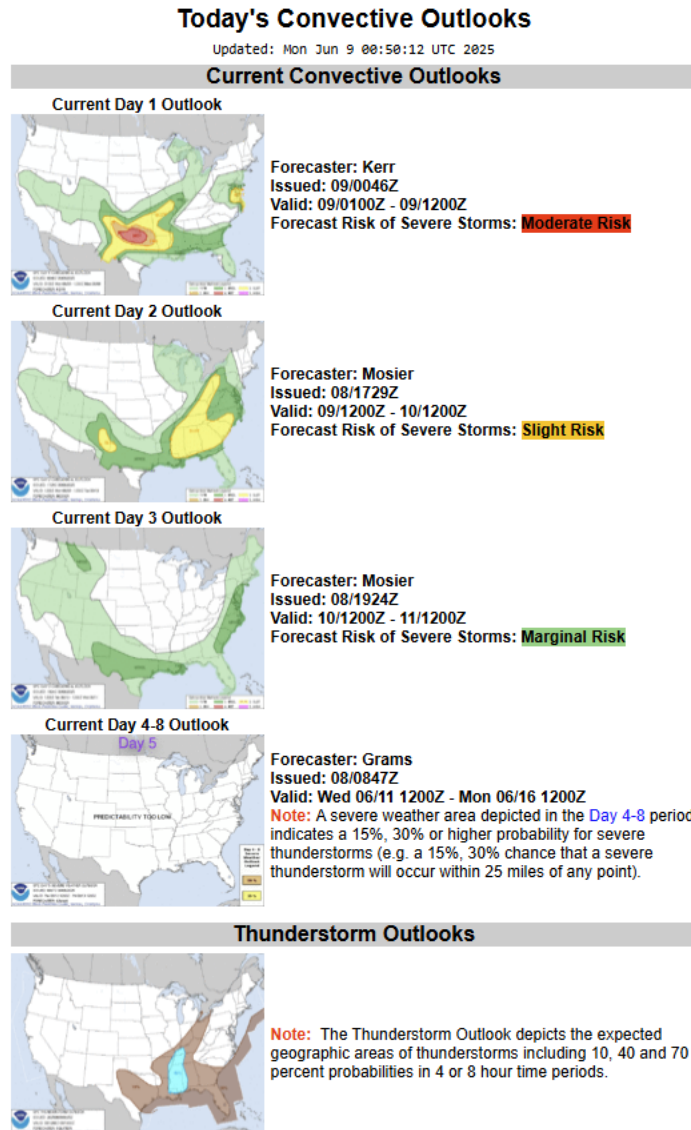 Today's Convective Outlooks
Updated: Mon Jun 9 00:50:12 UTC 2025
Current Convective Outlooks
Current Day 1 Outlook
Forecaster: Kerr
Issued: 09/0046Z
Valid: 09/0100Z - 09/1200Z
Forecast Risk of Severe Storms: Moderate Risk
Current Day 2 Outlook
Forecaster: Mosier
Issued: 08/1729Z
Valid: 09/1200Z - 10/1200Z
Forecast Risk of Severe Storms: Slight Risk
Current Day 3 Outlook
Forecaster: Mosier
Issued: 08/1924Z
Valid: 10/1200Z - 11/1200Z
Forecast Risk of Severe Storms: Marginal Risk
Current Day 4-8 Outlook
Day 5
PREDICTABILITY TOO LOW
Forecaster: Grams
Issued: 08/0847Z
Valid: Wed 06/11 1200Z - Mon 06/16 1200Z
Note: A severe weather area depicted in the Day 4-8 period
indicates a 15%, 30% or higher probability for severe
thunderstorms (e.g. a 15%, 30% chance that a severe
thunderstorm will occur within 25 miles of any point).
Thunderstorm Outlooks
Note: The Thunderstorm Outlook depicts the expected
geographic areas of thunderstorms including 10, 40 and 70
percent probabilities in 4 or 8 hour time periods.